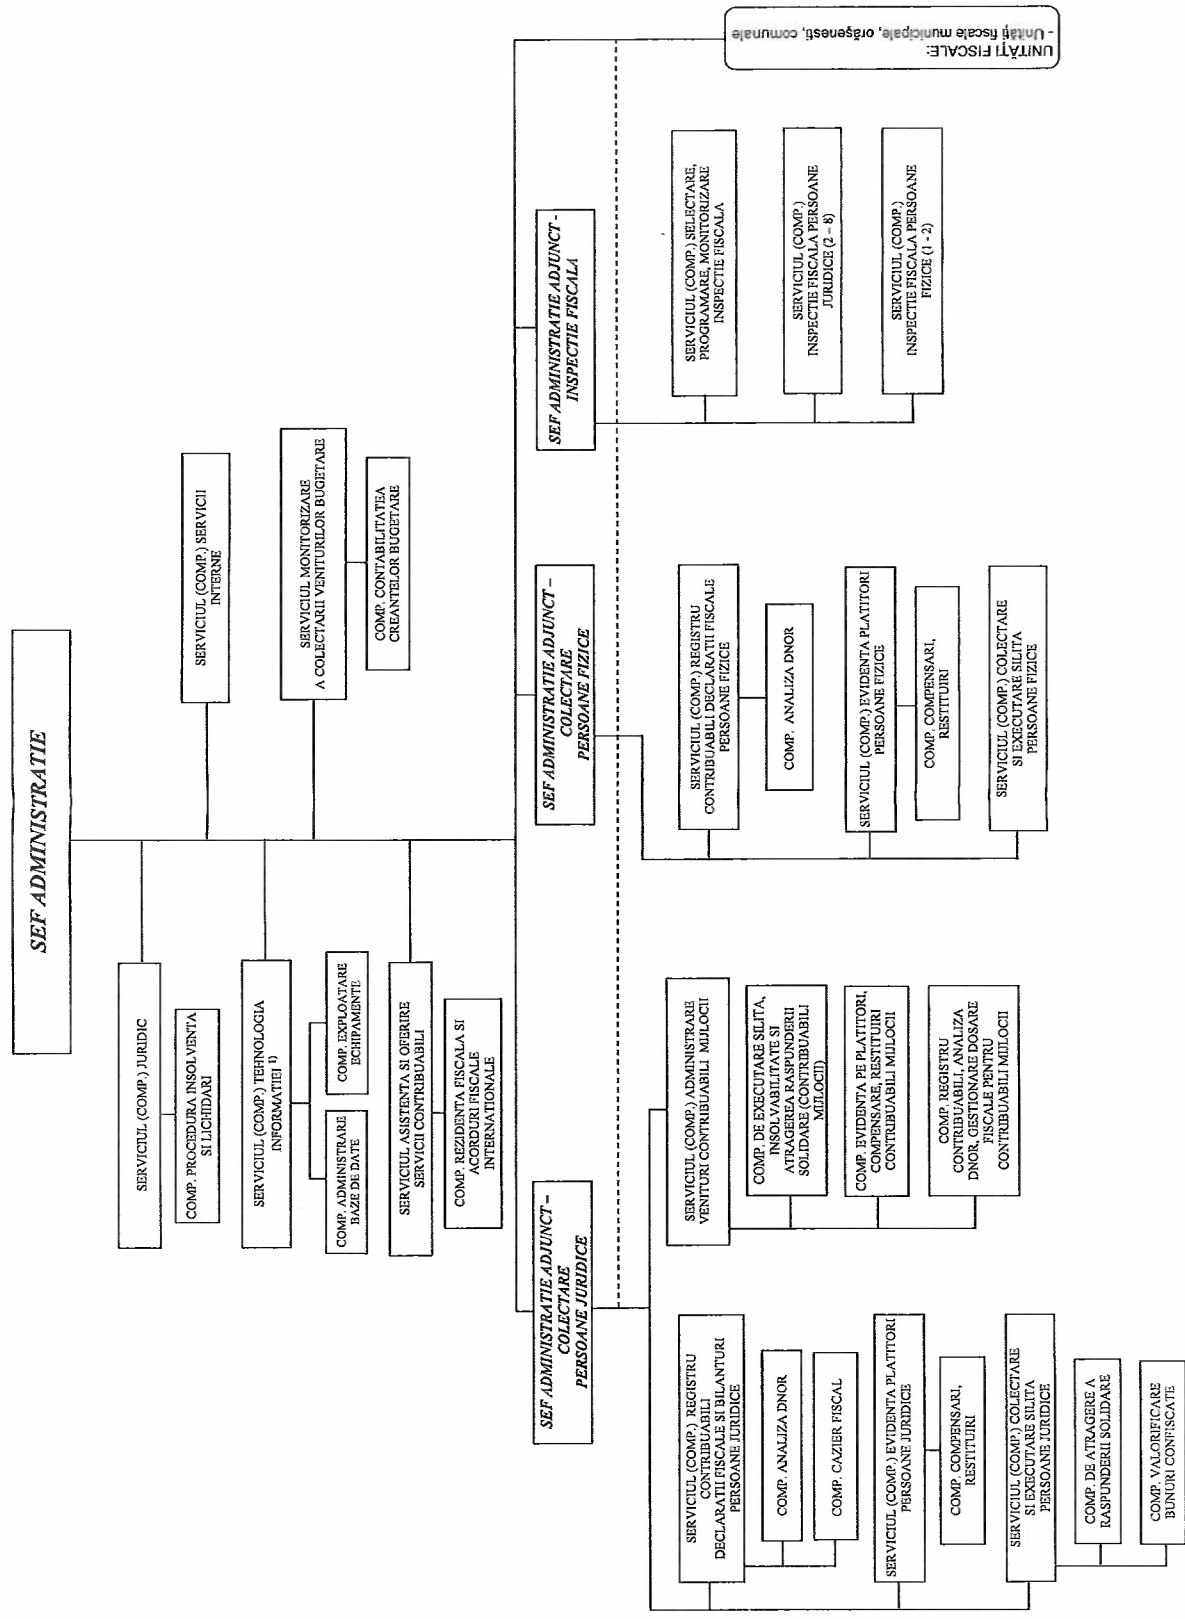 SEF ADMINISTRATIE
SERVICIUL (COMP.) JURIDIC
COMP. PROCEDURA INSOLVENTA
SI LICHIDARI
SERVICIUL (COMP.) TEHNOLOGIA
INFORMATIEI 1)
COMP. ADMINISTRARE
BAZE DE DATE
COMP. EXPLOATARE
ECHIPAMENTE
SERVICIUL ASISTENTA SI OFERIRE
SERVICII CONTRIBUABILI
COMP. REZIDENTA FISCALA SI
ACORDURI FISCALE
INTERNATIONALE
SERVICIUL (COMP.) SERVICII
INTERNE
SERVICIUL MONITORIZARE
A COLECTARII VENITURILOR BUGETARE
COMP. CONTABILITATEA
CREANTELOR BUGETARE
SEF ADMINISTRATIE ADJUNCT –
COLECTARE
PERSOANE JURIDICE
SERVICIUL (COMP.) REGISTRU
CONTRIBUABILI
DECLARATII FISCALE SI BILANTURI
PERSOANE JURIDICE
COMP. ANALIZA DNOR
COMP. CAZIER FISCAL
SERVICIUL (COMP.) EVIDENTA PLATITORI
PERSOANE JURIDICE
COMP. COMPENSARI,
RESTITUIRI
SERVICIUL (COMP.) COLECTARE
SI EXECUTARE SILITA
PERSOANE JURIDICE
COMP. DE ATRAGERE A
RASPUNDERII SOLIDARE
COMP. VALORIFICARE
BUNURI CONFISCATE
SERVICIUL (COMP.) ADMINISTRARE
VENITURI CONTRIBUABILI MIJLOCII
COMP. DE EXECUTARE SILITA,
INSOLVABILITATE SI
ATRAGEREA RASPUNDERII
SOLIDARE (CONTRIBUABILI
MIJLOCII)
COMP. EVIDENTA PE PLATITORI,
COMPENSARE, RESTITUIRI
CONTRIBUABILI MIJLOCII
COMP. REGISTRU
CONTRIBUABILI, ANALIZA
DNOR, GESTIONARE DOSARE
FISCALE PENTRU
CONTRIBUABILI MIJLOCII
SEF ADMINISTRATIE ADJUNCT –
COLECTARE
PERSOANE FIZICE
SERVICIUL (COMP.) REGISTRU
CONTRIBUABILI DECLARATII FISCALE
PERSOANE FIZICE
COMP. ANALIZA DNOR
SERVICIUL (COMP.) EVIDENTA PLATITORI
PERSOANE FIZICE
COMP. COMPENSARI,
RESTITUIRI
SERVICIUL (COMP.) COLECTARE
SI EXECUTARE SILITA
PERSOANE FIZICE
SEF ADMINISTRATIE ADJUNCT -
INSPECTIE FISCALA
SERVICIUL (COMP.) SELECTARE,
PROGRAMARE, MONITORIZARE
INSPECTIE FISCALA
SERVICIUL (COMP.)
INSPECTIE FISCALA PERSOANE
JURIDICE (2 – 8)
SERVICIUL (COMP.)
INSPECTIE FISCALA PERSOANE
FIZICE (1 - 2)
UNITĂȚI FISCALE:
- Unități fiscale municipale, orășenesti, comunale